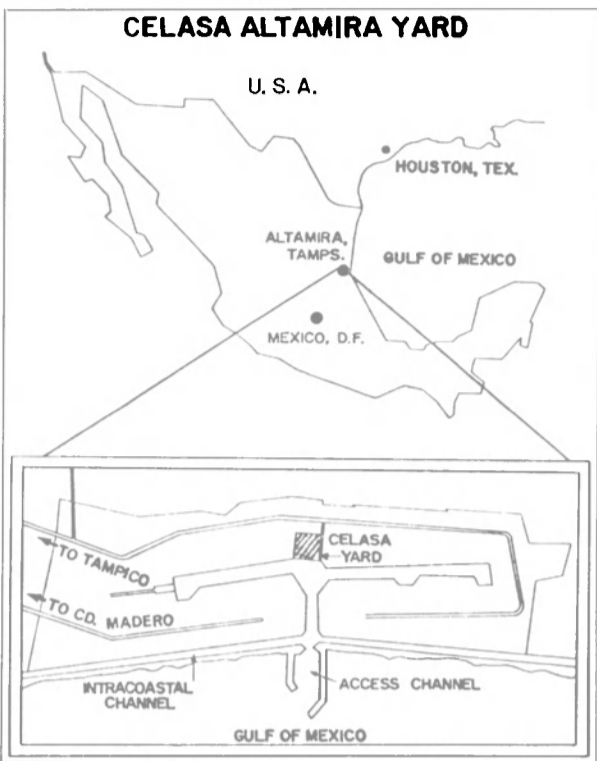 CELASA ALTAMIRA YARD
U. S. A.
HOUSTON, TEX.
ALTAMIRA,
TAMPS.
GULF OF MEXICO
MEXICO, D.F.
CELASA
YARD
TO TAMPICO
TO CD. MADERO
INTRACOASTAL
CHANNEL
ACCESS CHANNEL
GULF OF MEXICO